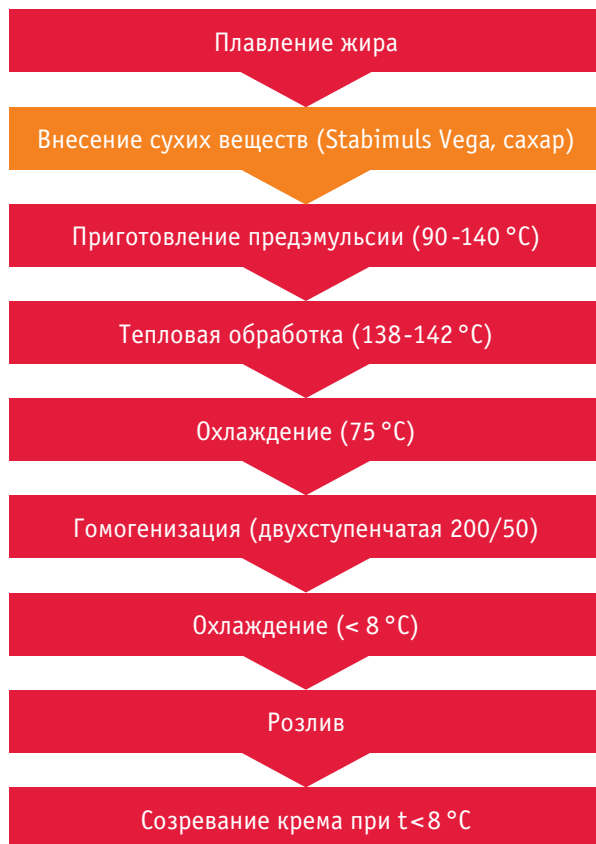 Плавление жира
Внесение сухих веществ (Stabimuls Vega, сахар)
Приготовление предэмульсии (90-140 °C)
Тепловая обработка (138-142 °C)
Охлаждение (75 °C)
Гомогенизация (двухступенчатая 200/50)
Охлаждение (< 8 °C)
Розлив
Созревание крема при t<8 °C